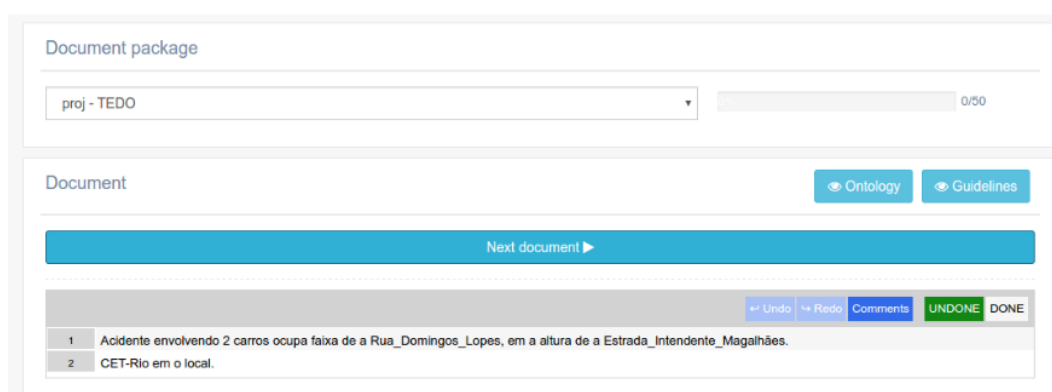 Document package
proj - TEDO
0/50
Document
Ontology
Guidelines
Next document
Undo
Redo
Comments
UNDONE
DONE
1 Acidente envolvendo 2 carros ocupa faixa de a Rua_Domingos_Lopes, em a altura de a Estrada_Intendente_Magalhães.
2 CET-Rio em o local.